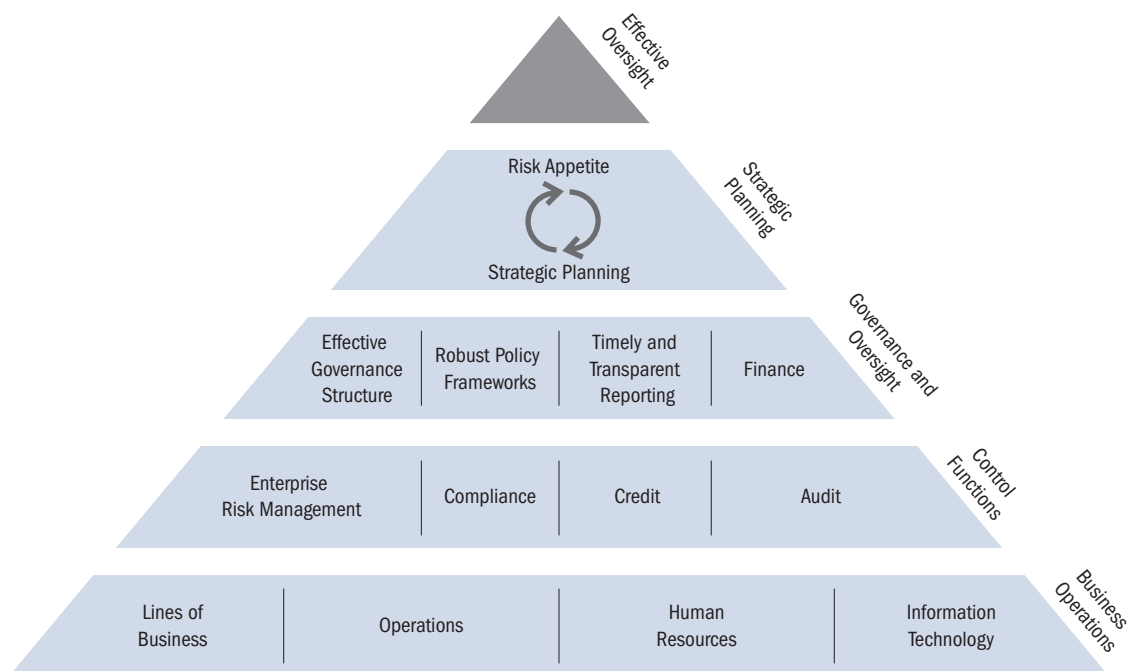 Effective
Oversight
Risk Appetite
Strategic Planning
Strategic
Planning
Effective
Governance
Structure
Robust Policy
Frameworks
Timely and
Transparent
Reporting
Finance
Governance and
Oversight
Enterprise
Risk Management
Compliance
Credit
Audit
Control
Functions
Lines of
Business
Operations
Human
Resources
Information
Technology
Business
Operations